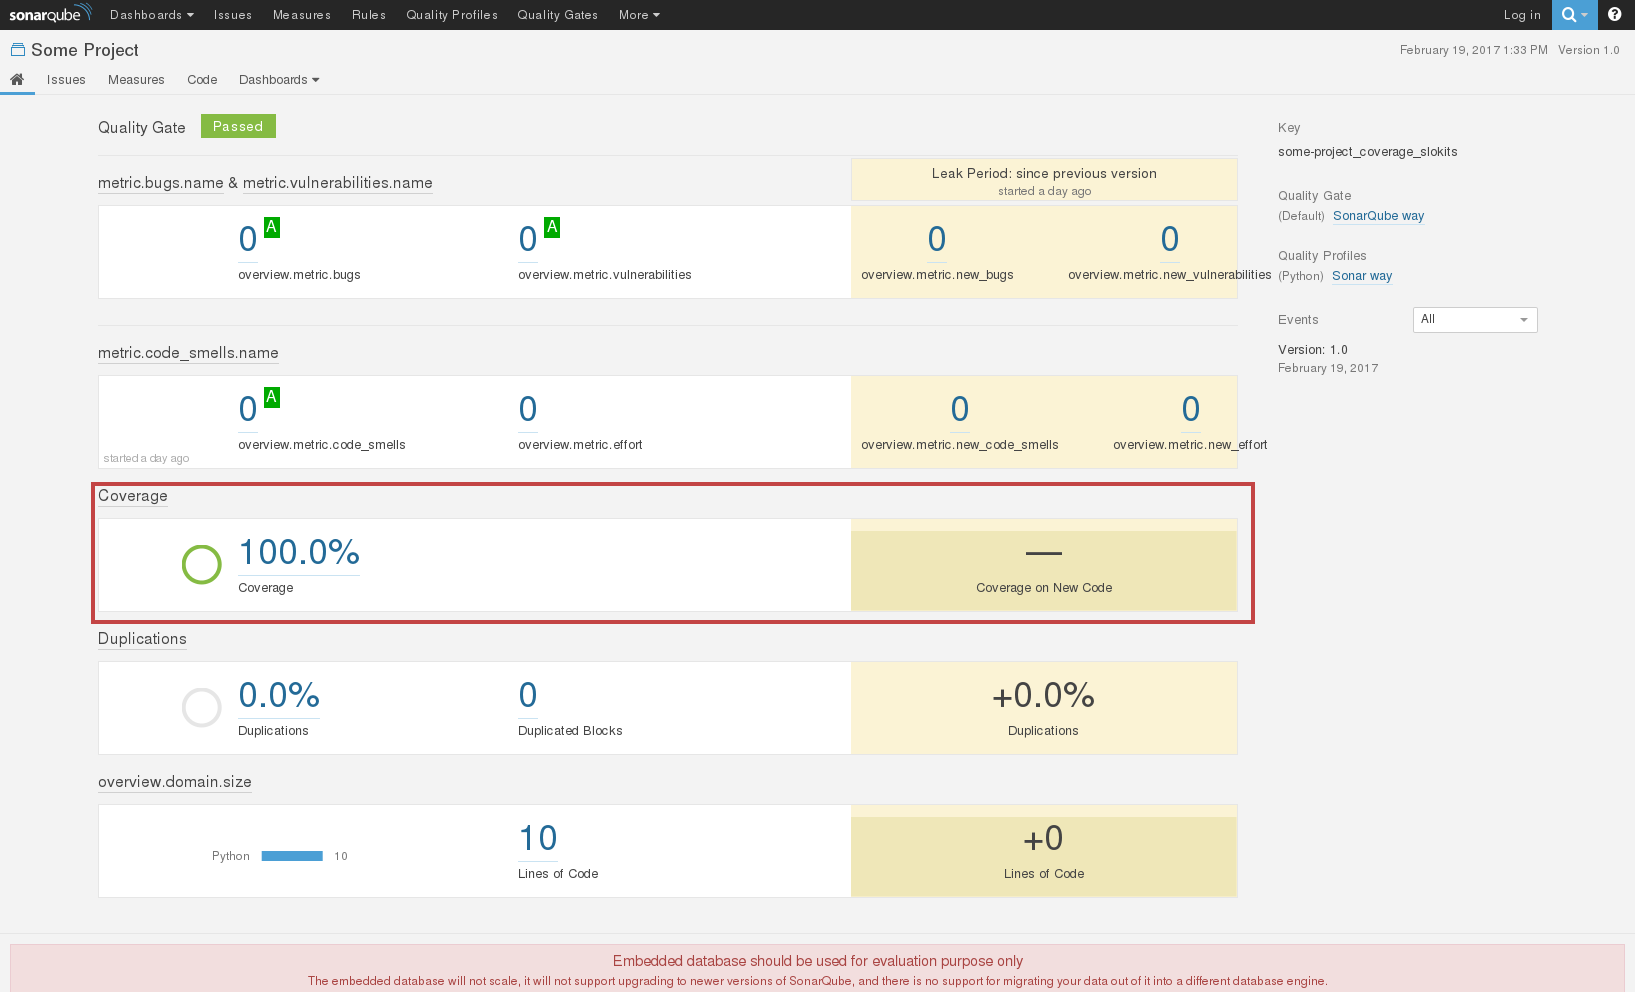 sonarqube Dashboards Issues Measures Rules Quality Profiles Quality Gates More Log in
Some Project
February 19, 2017 1:33 PM Version 1.0
Issues Measures Code Dashboards
Quality Gate Passed
metric.bugs.name & metric.vulnerabilities.name
Leak Period: since previous version
started a day ago
0 A 0 A 0 0
overview.metric.bugs overview.metric.vulnerabilities overview.metric.new_bugs overview.metric.new_vulnerabilities
metric.code_smells.name
0 A 0 0 0
overview.metric.code_smells overview.metric.effort overview.metric.new_code_smells overview.metric.new_effort
started a day ago
Coverage
100.0% —
Coverage Coverage on New Code
Duplications
0.0% 0 +0.0%
Duplications Duplicated Blocks Duplications
overview.domain.size
Python 10 10 +0
Lines of Code Lines of Code
Key
some-project_coverage_slokits
Quality Gate
(Default) SonarQube way
Quality Profiles
(Python) Sonar way
Events All
Version: 1.0
February 19, 2017
Embedded database should be used for evaluation purpose only
The embedded database will not scale, it will not support upgrading to newer versions of SonarQube, and there is no support for migrating your data out of it into a different database engine.